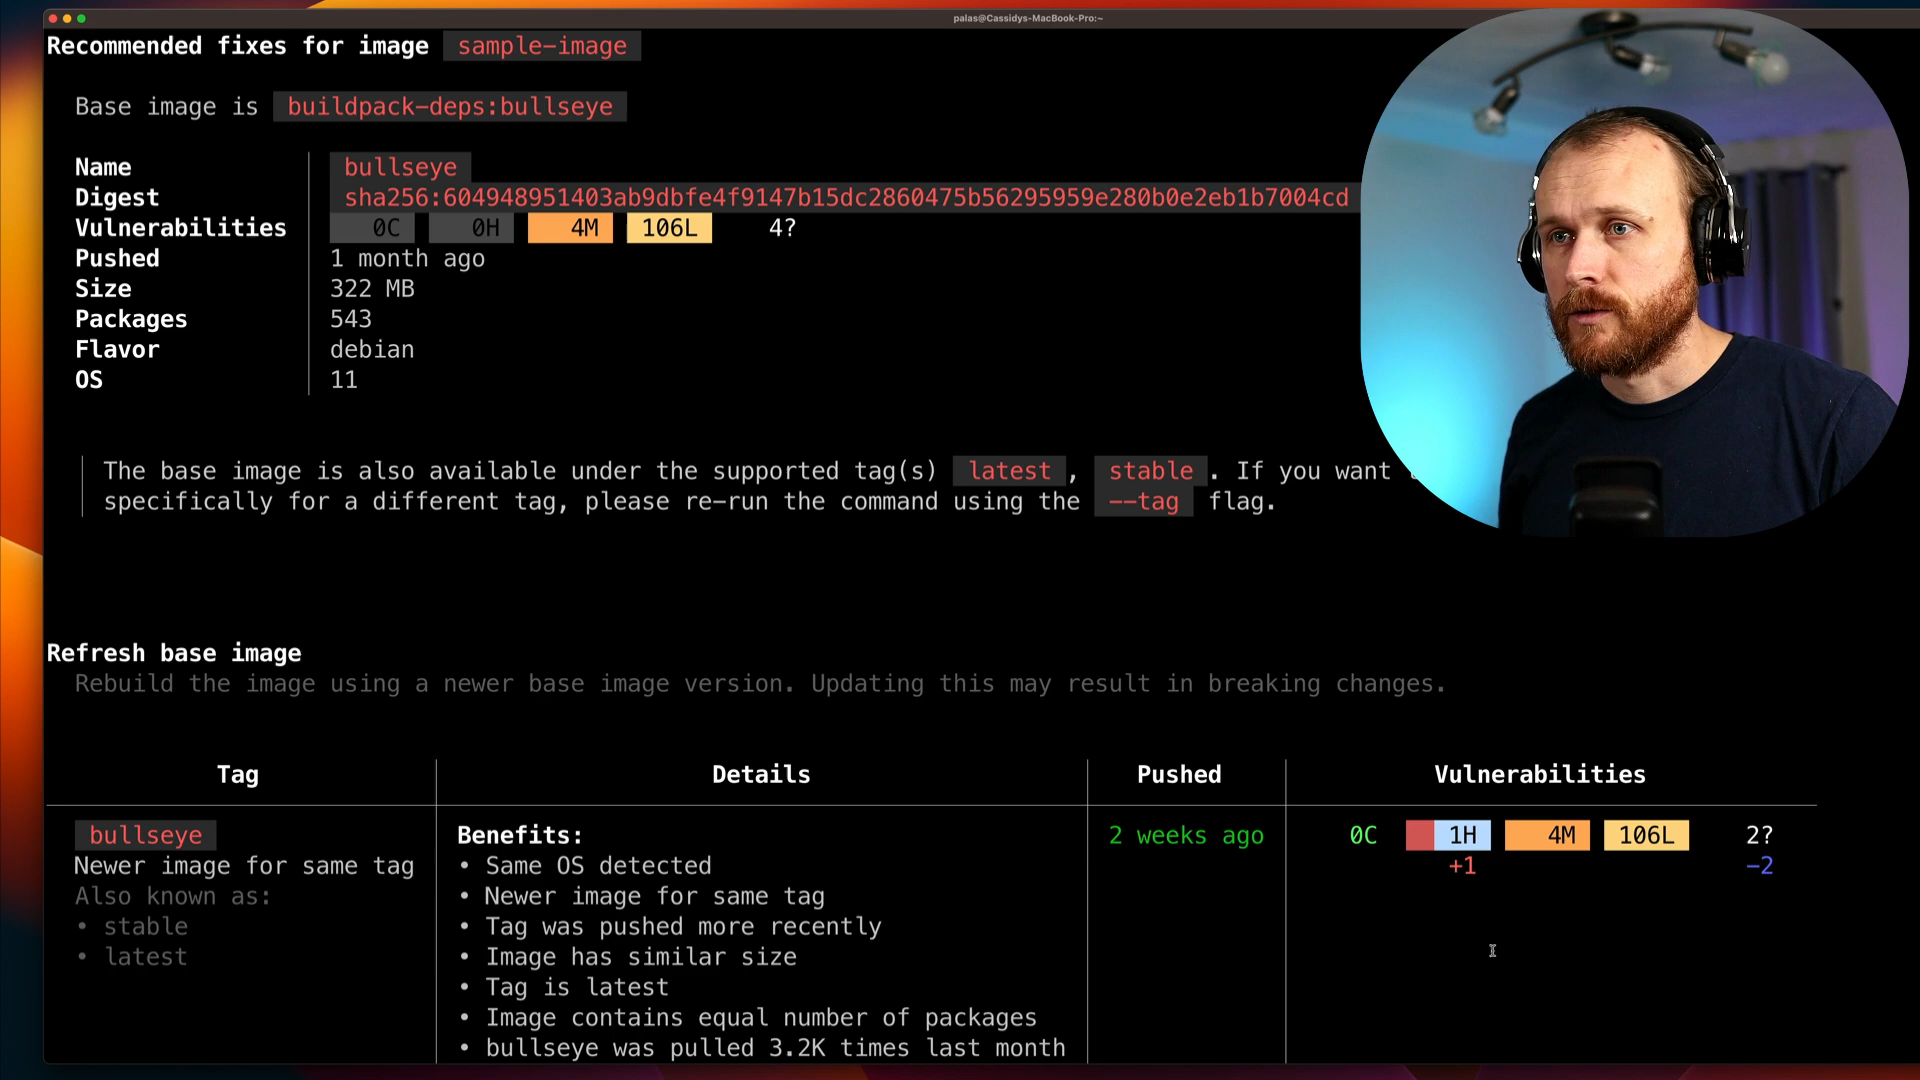 palas@Cassidys-MacBook-Pro:~
Recommended fixes for image sample-image
Base image is buildpack-deps:bullseye
Name bullseye
Digest sha256:604948951403ab9dbfe4f9147b15dc2860475b56295959e280b0e2eb1b7004cd
Vulnerabilities 0C 0H 4M 106L 4?
Pushed 1 month ago
Size 322 MB
Packages 543
Flavor debian
OS 11
The base image is also available under the supported tag(s) latest, stable. If you want
specifically for a different tag, please re-run the command using the --tag flag.
Refresh base image
Rebuild the image using a newer base image version. Updating this may result in breaking changes.
Tag Details Pushed Vulnerabilities
bullseye Benefits: 2 weeks ago 0C 1H 4M 106L 2?
Newer image for same tag • Same OS detected +1 -2
Also known as: • Newer image for same tag
• stable • Tag was pushed more recently
• latest • Image has similar size
• Tag is latest
• Image contains equal number of packages
• bullseye was pulled 3.2K times last month